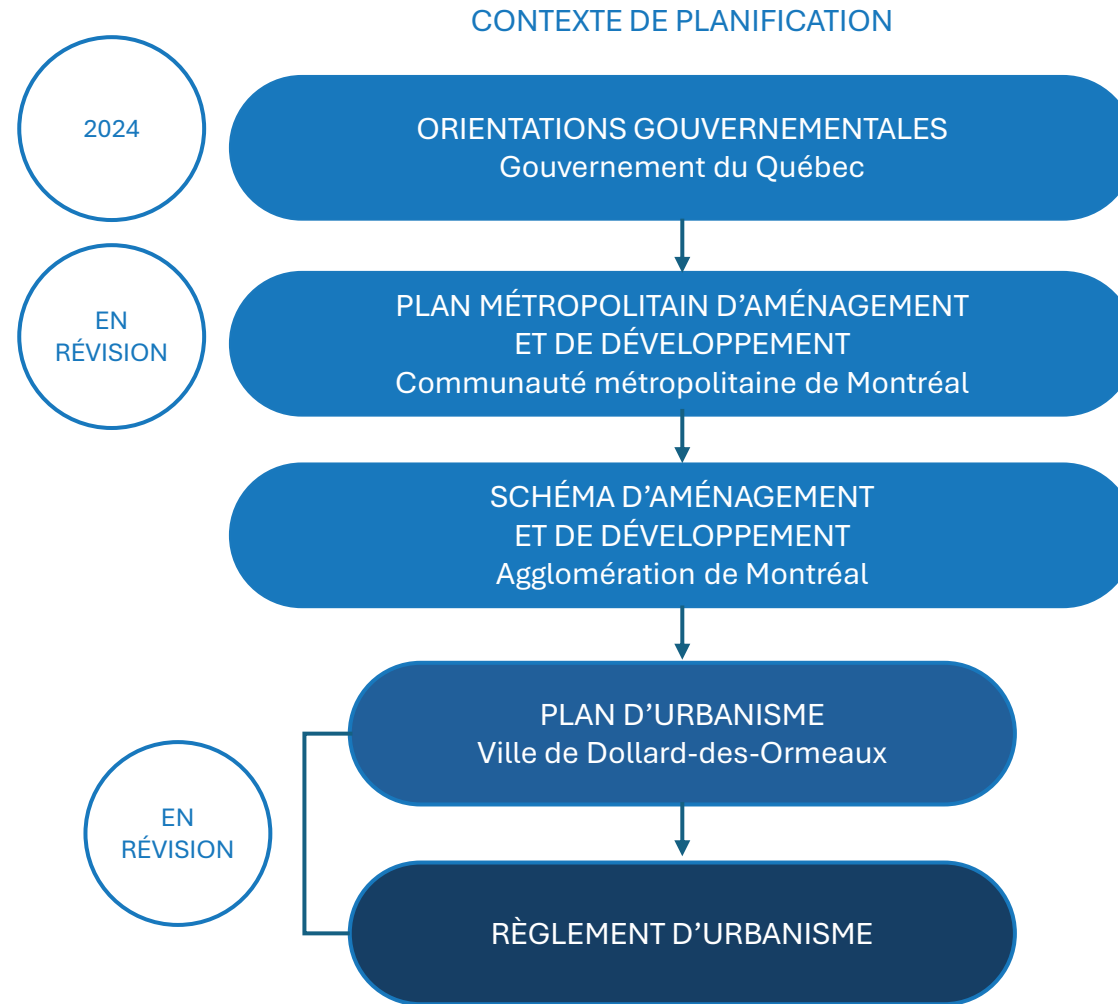 CONTEXTE DE PLANIFICATION
2024
ORIENTATIONS GOUVERNEMENTALES
Gouvernement du Québec
EN
RÉVISION
PLAN MÉTROPOLITAIN D’AMÉNAGEMENT
ET DE DÉVELOPPEMENT
Communauté métropolitaine de Montréal
SCHÉMA D’AMÉNAGEMENT
ET DE DÉVELOPPEMENT
Agglomération de Montréal
PLAN D’URBANISME
Ville de Dollard-des-Ormeaux
EN
RÉVISION
RÈGLEMENT D’URBANISME